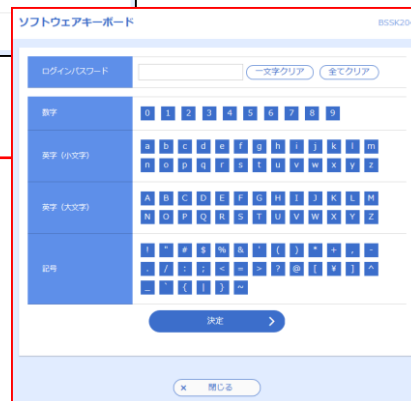 ソフトウェアキーボード BSSK204
ログインパスワード 一文字クリア 全てクリア
数字 0 1 2 3 4 5 6 7 8 9
a b c d e f g h i j k l m
英字（小文字）
n o p q r s t u v w x y z
A B C D E F G H I J K L M
英字（大文字）
N O P Q R S T U V W X Y Z
! " # $ % & ' ( ) * + , -
記号 . / : ; < = > ? @ [ ¥ ] ^
_ ` { | } ~
決定 >
× 閉じる